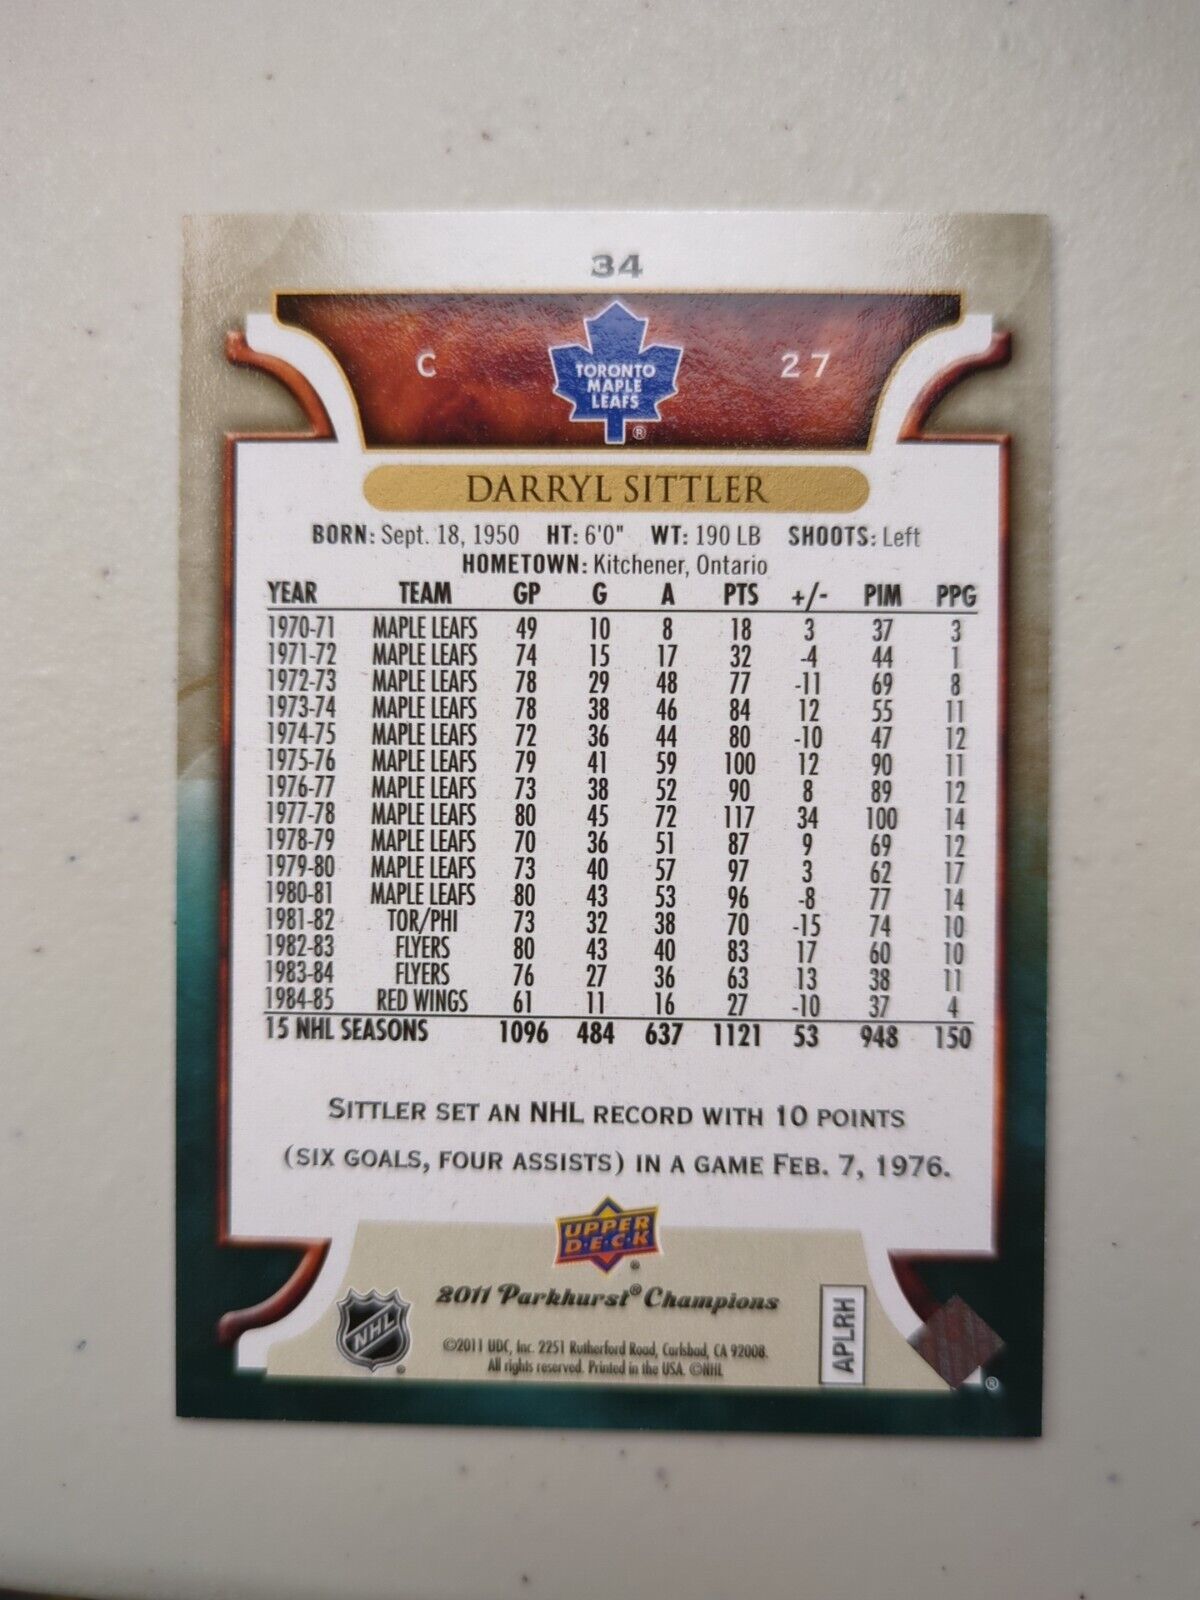 34
C TORONTO MAPLE LEAFS ® 27
DARRYL SITTLER
BORN: Sept. 18, 1950 HT: 6'0" WT: 190 LB SHOOTS: Left
HOMETOWN: Kitchener, Ontario
YEAR TEAM GP G A PTS +/- PIM PPG
1970-71 MAPLE LEAFS 49 10 8 18 3 37 3
1971-72 MAPLE LEAFS 74 15 17 32 -4 44 1
1972-73 MAPLE LEAFS 78 29 48 77 -11 69 8
1973-74 MAPLE LEAFS 78 38 46 84 12 55 11
1974-75 MAPLE LEAFS 72 36 44 80 -10 47 12
1975-76 MAPLE LEAFS 79 41 59 100 12 90 11
1976-77 MAPLE LEAFS 73 38 52 90 8 89 12
1977-78 MAPLE LEAFS 80 45 72 117 34 100 14
1978-79 MAPLE LEAFS 70 36 51 87 9 69 12
1979-80 MAPLE LEAFS 73 40 57 97 3 62 17
1980-81 MAPLE LEAFS 80 43 53 96 -8 77 14
1981-82 TOR/PHI 73 32 38 70 -15 74 10
1982-83 FLYERS 80 43 40 83 17 60 10
1983-84 FLYERS 76 27 36 63 13 38 11
1984-85 RED WINGS 61 11 16 27 -10 37 4
15 NHL SEASONS 1096 484 637 1121 53 948 150
SITTLER SET AN NHL RECORD WITH 10 POINTS
(SIX GOALS, FOUR ASSISTS) IN A GAME FEB. 7, 1976.
UPPER
D·E·C·K
®
2011 Parkhurst® Champions
NHL ®
©2011 UDC, Inc. 2251 Rutherford Road, Carlsbad, CA 92008.
All rights reserved. Printed in the USA. ©NHL
APLRH
®